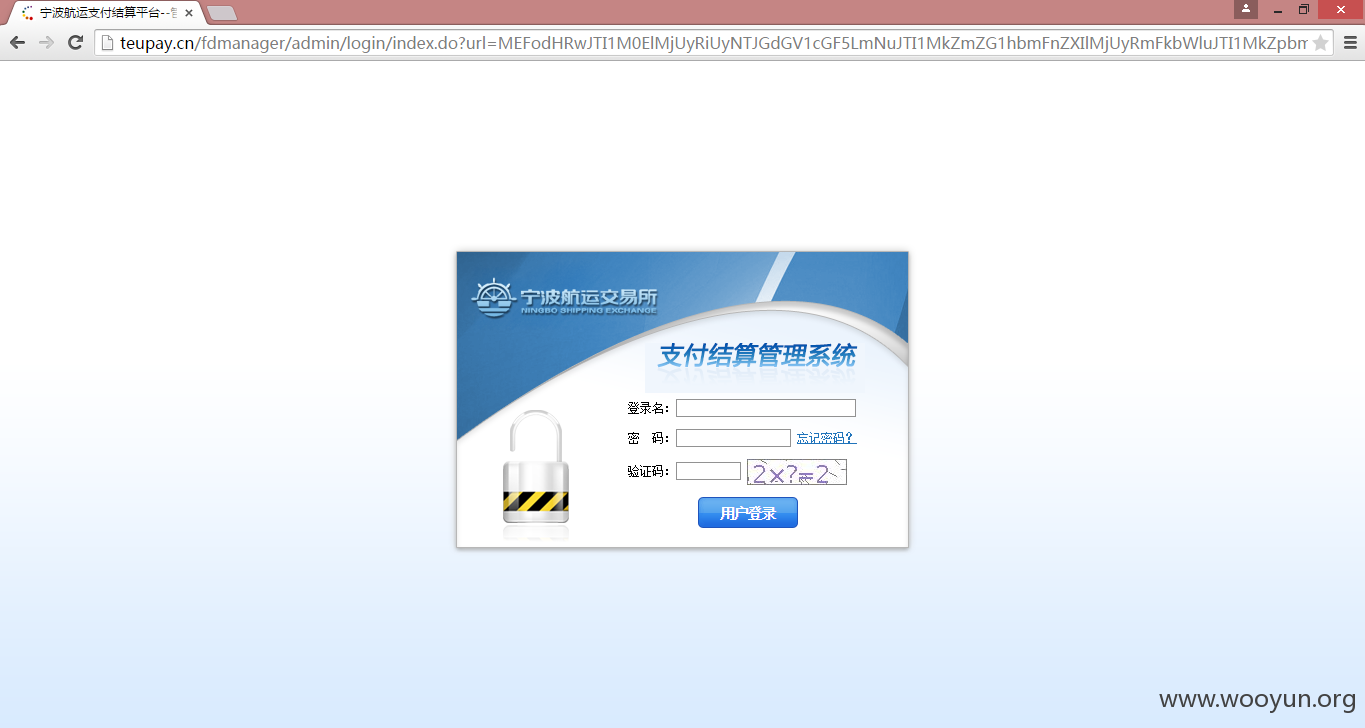 宁波航运支付结算平台--管
teupay.cn/fdmanager/admin/login/index.do?url=MEFodHRwJTI1M0ElMjUyRiUyNTJGdGV1cGF5LmNuJTI1MkZmZG1hbmFnZXIlMjUyRmFkbWluJTI1MkZpbm
宁波航运交易所
NINGBO SHIPPING EXCHANGE
支付结算管理系统
登录名：
密 码： 忘记密码？
验证码： 2x?=2
用户登录
www.wooyun.org